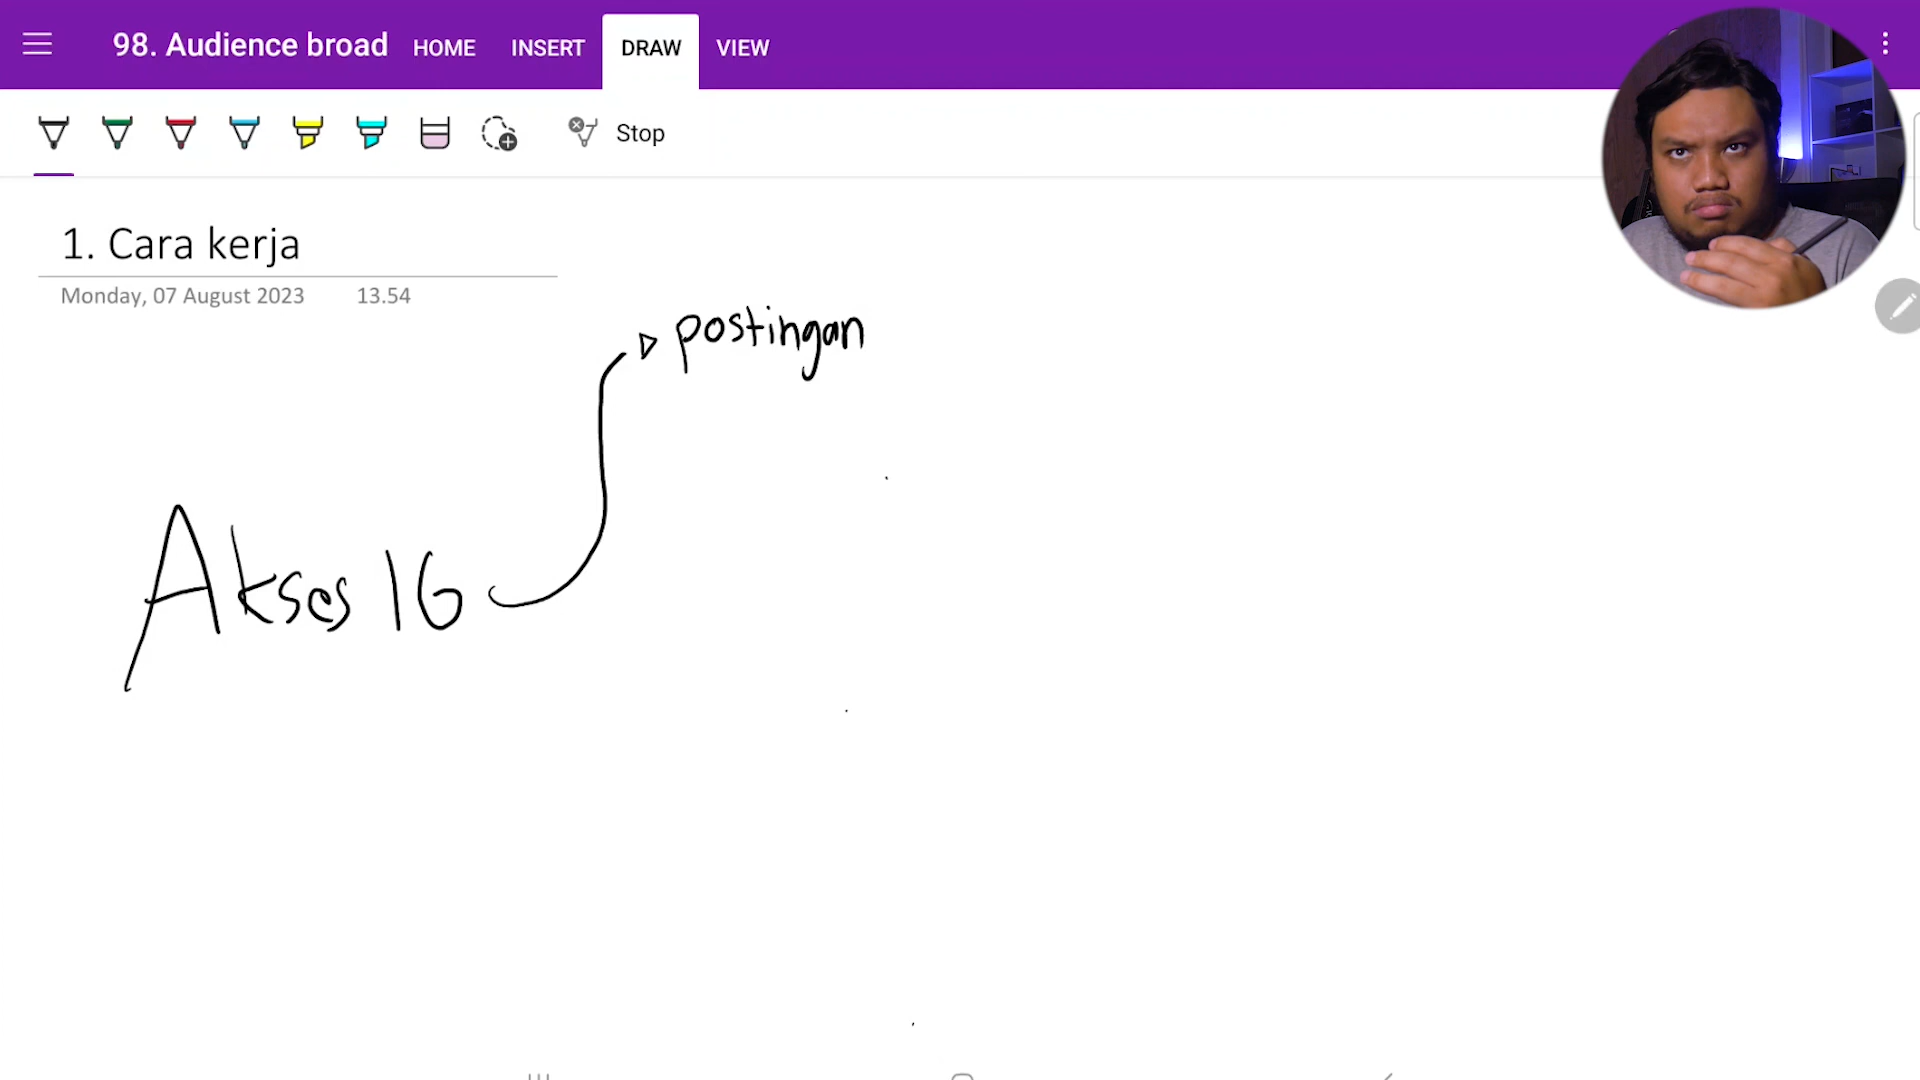 98. Audience broad HOME INSERT DRAW VIEW
Stop
1. Cara kerja
Monday, 07 August 2023 13.54
postingan
Akses IG